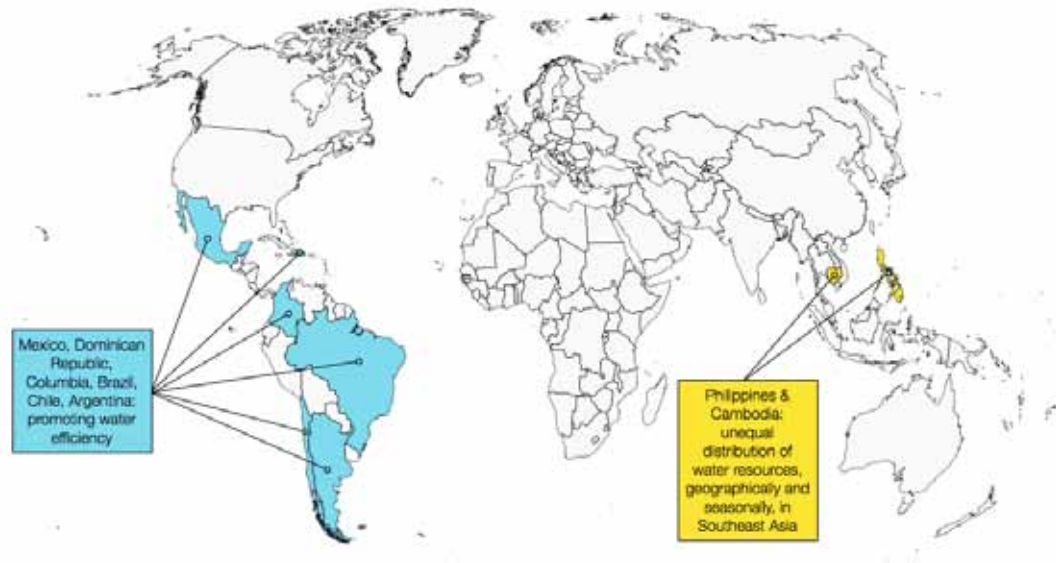 Mexico, Dominican
Republic,
Columbia, Brazil,
Chile, Argentina:
promoting water
efficiency
Philippines &
Cambodia:
unequal
distribution of
water resources,
geographically and
seasonally, in
Southeast Asia